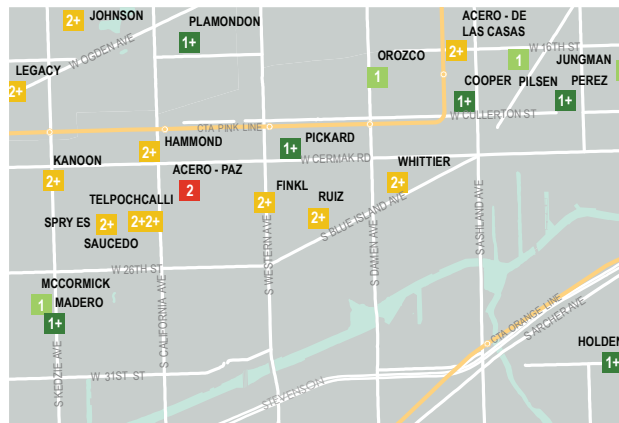 JOHNSON
2+
PLAMONDON
1+
ACERO - DE
LAS CASAS
2+
W 16TH ST
W OGDEN AVE
LEGACY
2+
OROZCO
1
1
JUNGMAN
COOPER
PILSEN
PEREZ
1+
1+
W CULLERTON ST
CTA PINK LINE
HAMMOND
2+
PICKARD
1+
W CERMAK RD
KANOON
2+
ACERO - PAZ
2
WHITTIER
2+
TELPOCHCALLI
FINKL
2+
RUIZ
2+
SPRY ES
2+
2+2+
SAUCEDO
S BLUE ISLAND AVE
S WESTERN AVE
S DAMEN AVE
S ASHLAND AVE
W 26TH ST
MCCORMICK
1
MADERO
1+
S CALIFORNIA AVE
S KEDZIE AVE
CTA ORANGE LINE
S ARCHER AVE
HOLDEN
1+
W 31ST ST
STEVENSON